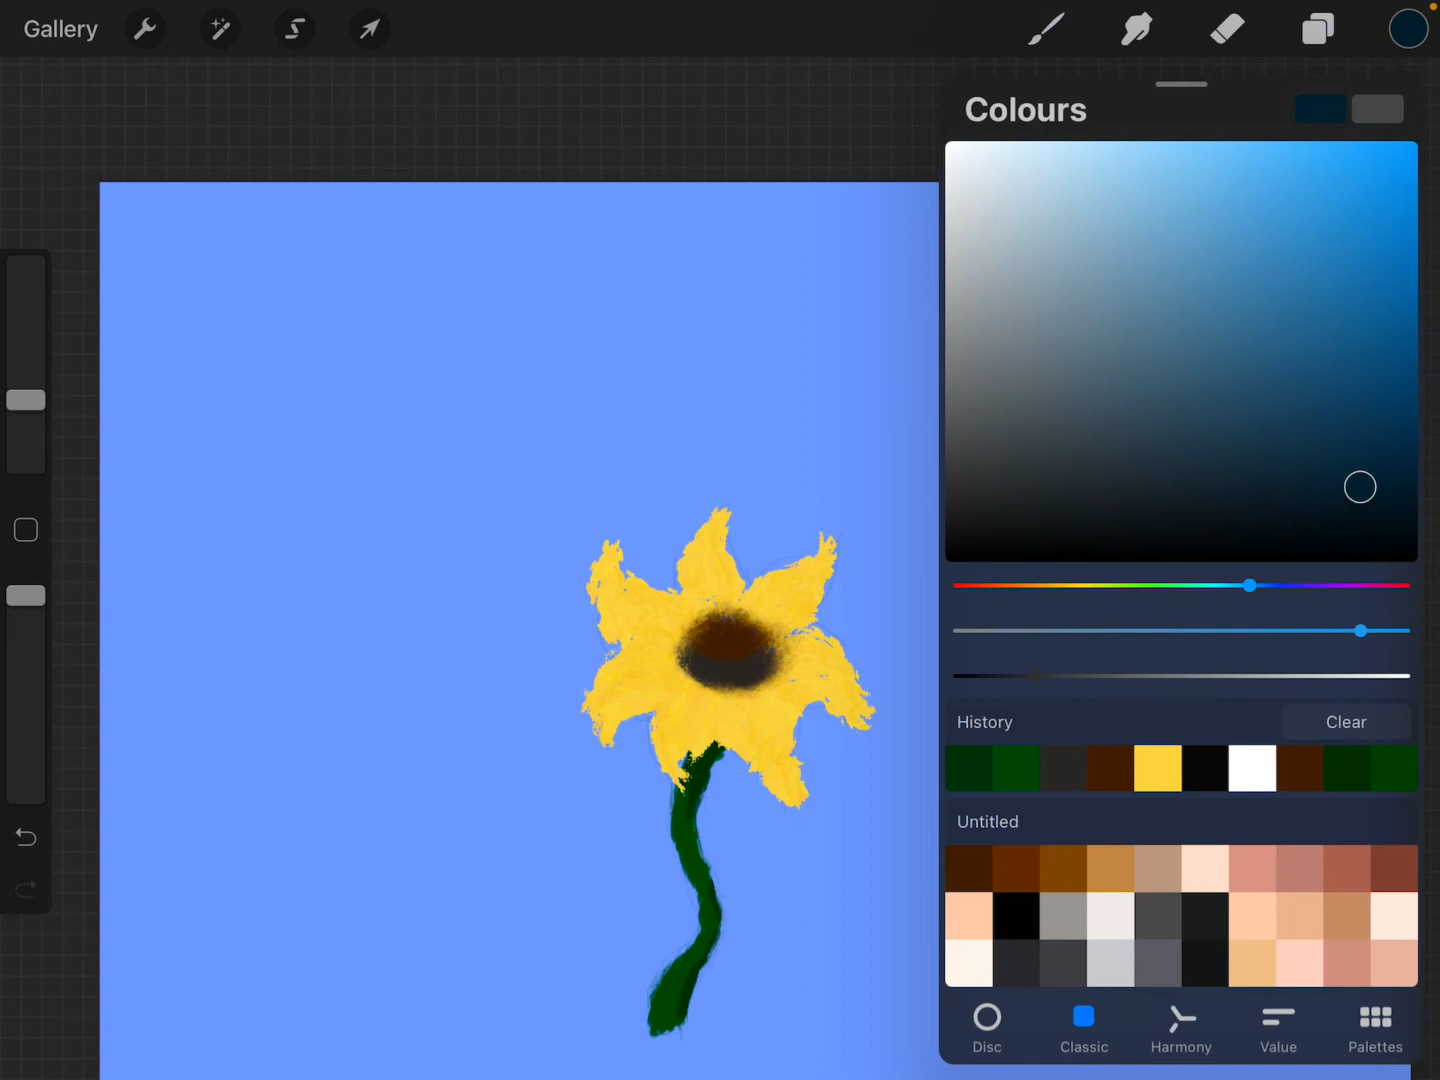 Gallery
Colours
History
Clear
Untitled
Disc
Classic
Harmony
Value
Palettes